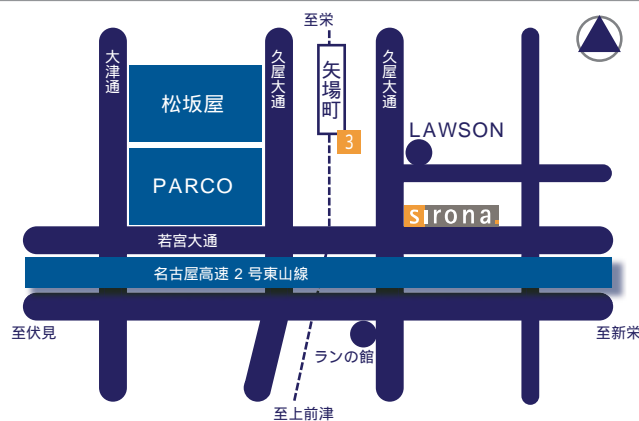 至栄
大津通
久屋大通
矢場町
久屋大通
松坂屋
3
LAWSON
PARCO
sirona.
若宮大通
名古屋高速2号東山線
至伏見
至新栄
ランの館
至上前津